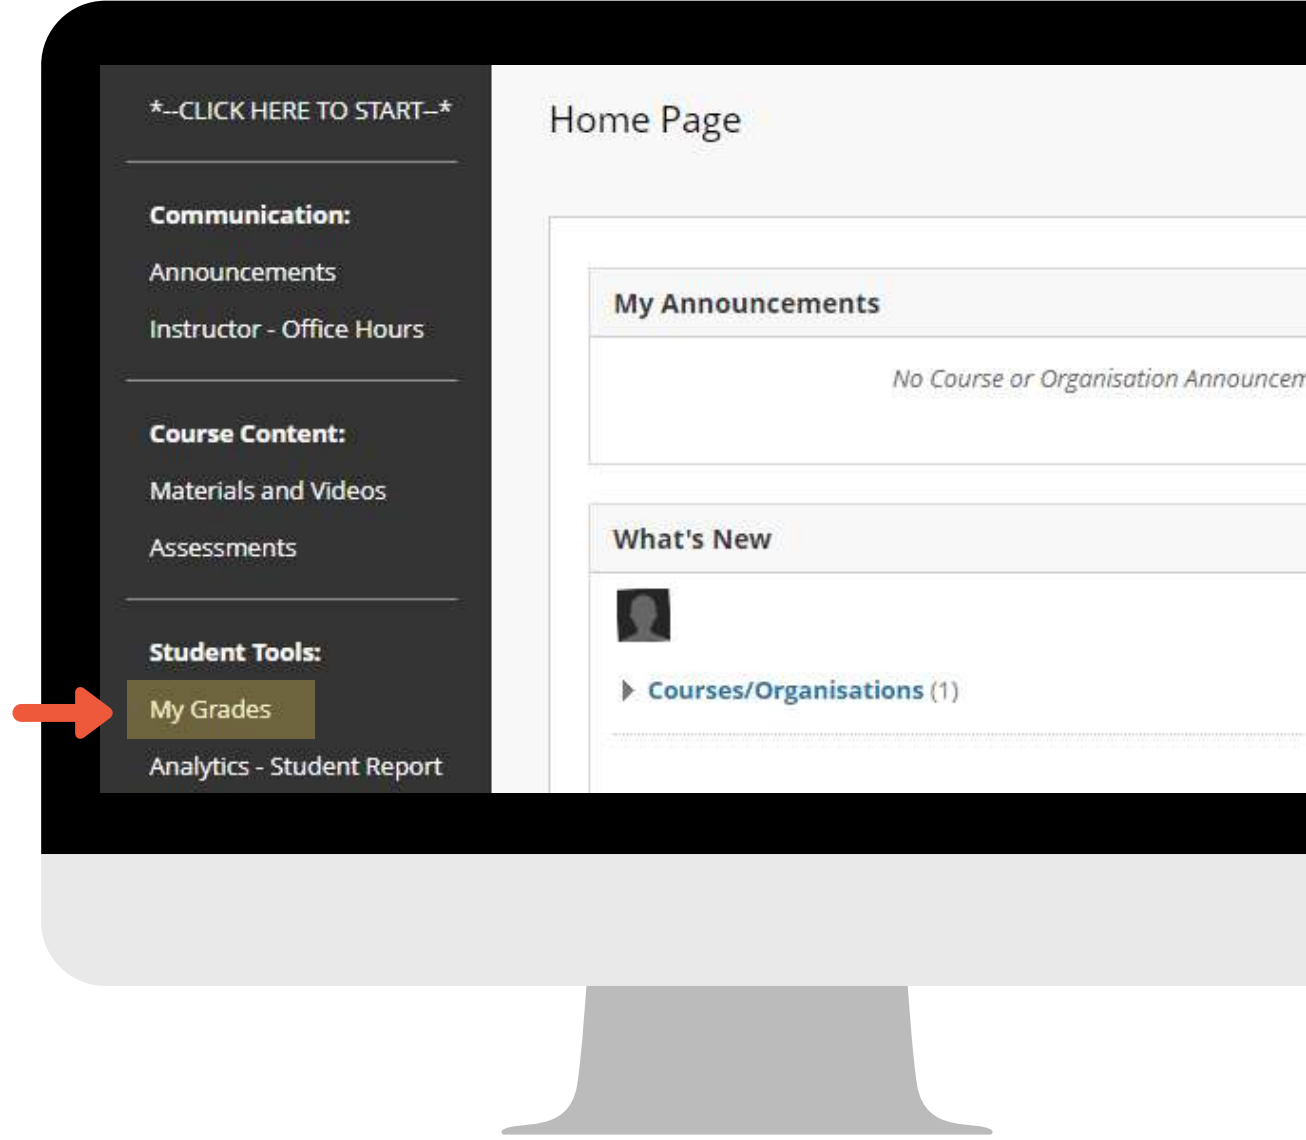 *--CLICK HERE TO START--*
Communication:
Announcements
Instructor - Office Hours
Course Content:
Materials and Videos
Assessments
Student Tools:
My Grades
Analytics - Student Report
Home Page
My Announcements
No Course or Organisation Announcem
What's New
Courses/Organisations (1)